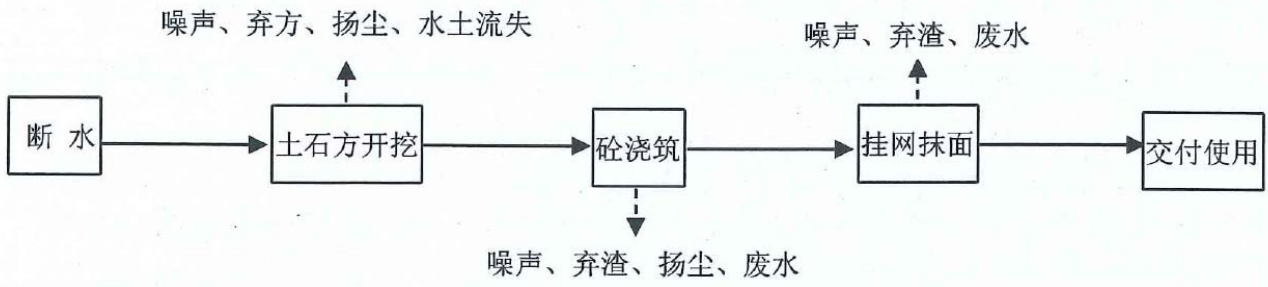 噪声、弃方、扬尘、水土流失
噪声、弃渣、废水
断 水
土石方开挖
砼浇筑
挂网抹面
交付使用
噪声、弃渣、扬尘、废水